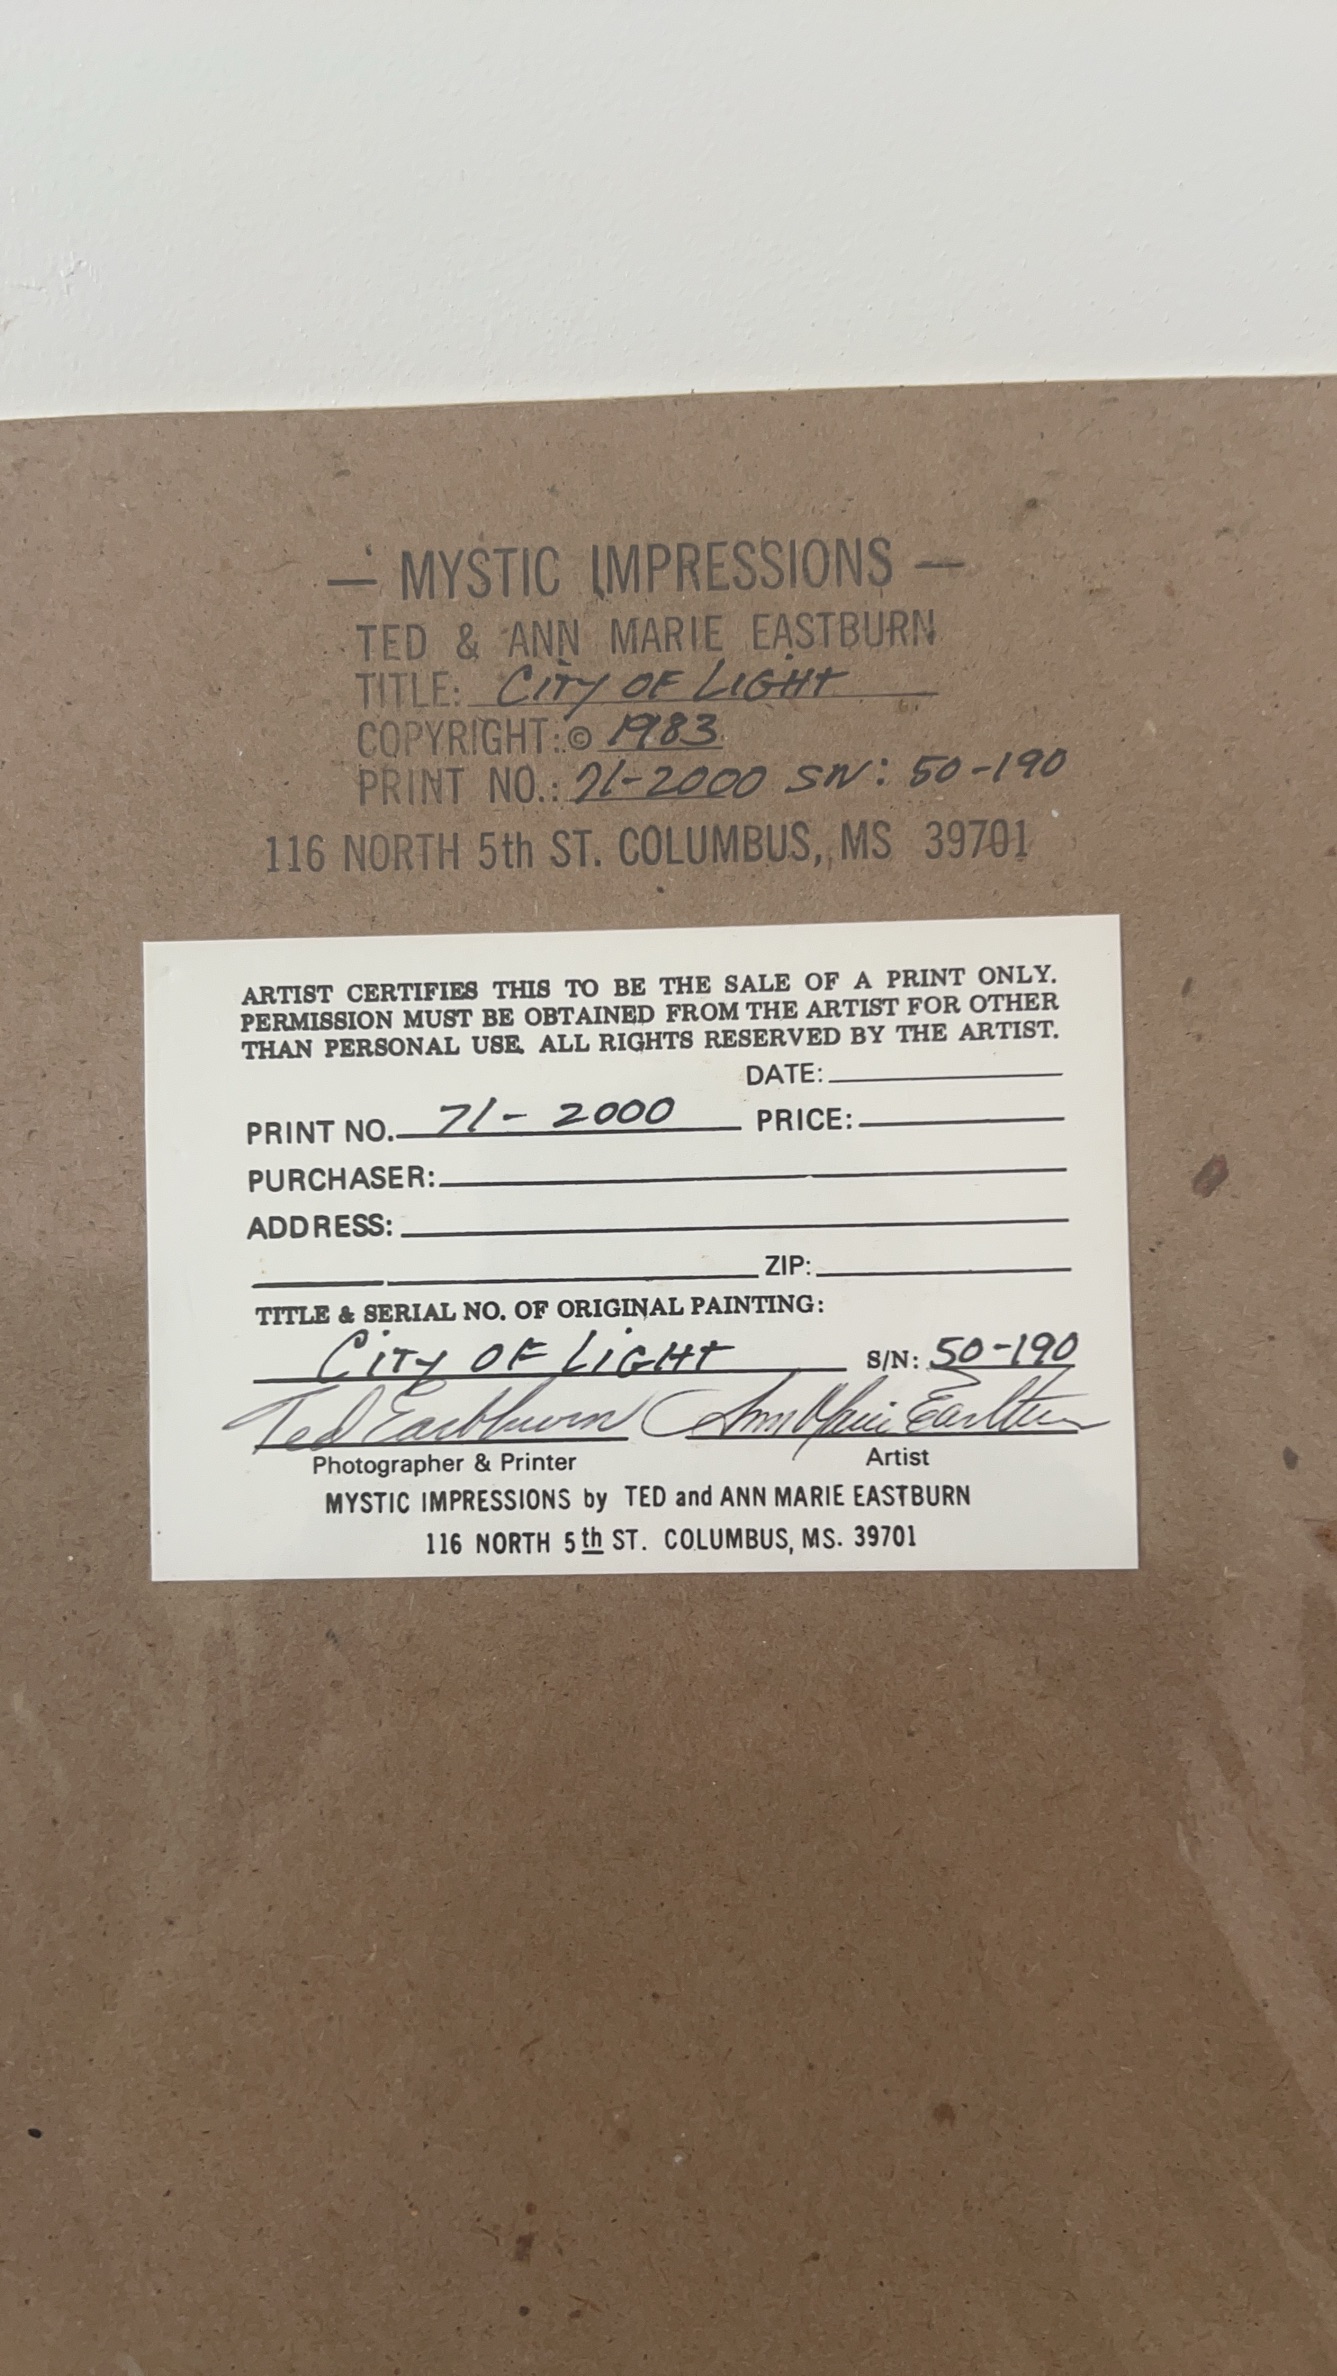 — MYSTIC IMPRESSIONS —
TED & ANN MARIE EASTBURN
TITLE: CITY OF LIGHT
COPYRIGHT: © 1983
PRINT NO.: 71-2000 SN: 50-190
116 NORTH 5th ST. COLUMBUS, MS 39701
ARTIST CERTIFIES THIS TO BE THE SALE OF A PRINT ONLY.
PERMISSION MUST BE OBTAINED FROM THE ARTIST FOR OTHER
THAN PERSONAL USE. ALL RIGHTS RESERVED BY THE ARTIST.
DATE:
PRINT NO. 71-2000 PRICE:
PURCHASER:
ADDRESS:
ZIP:
TITLE & SERIAL NO. OF ORIGINAL PAINTING:
CITY OF LIGHT S/N: 50-190
Ted Eastburn Ann Marie Eastburn
Photographer & Printer Artist
MYSTIC IMPRESSIONS by TED and ANN MARIE EASTBURN
116 NORTH 5th ST. COLUMBUS, MS. 39701